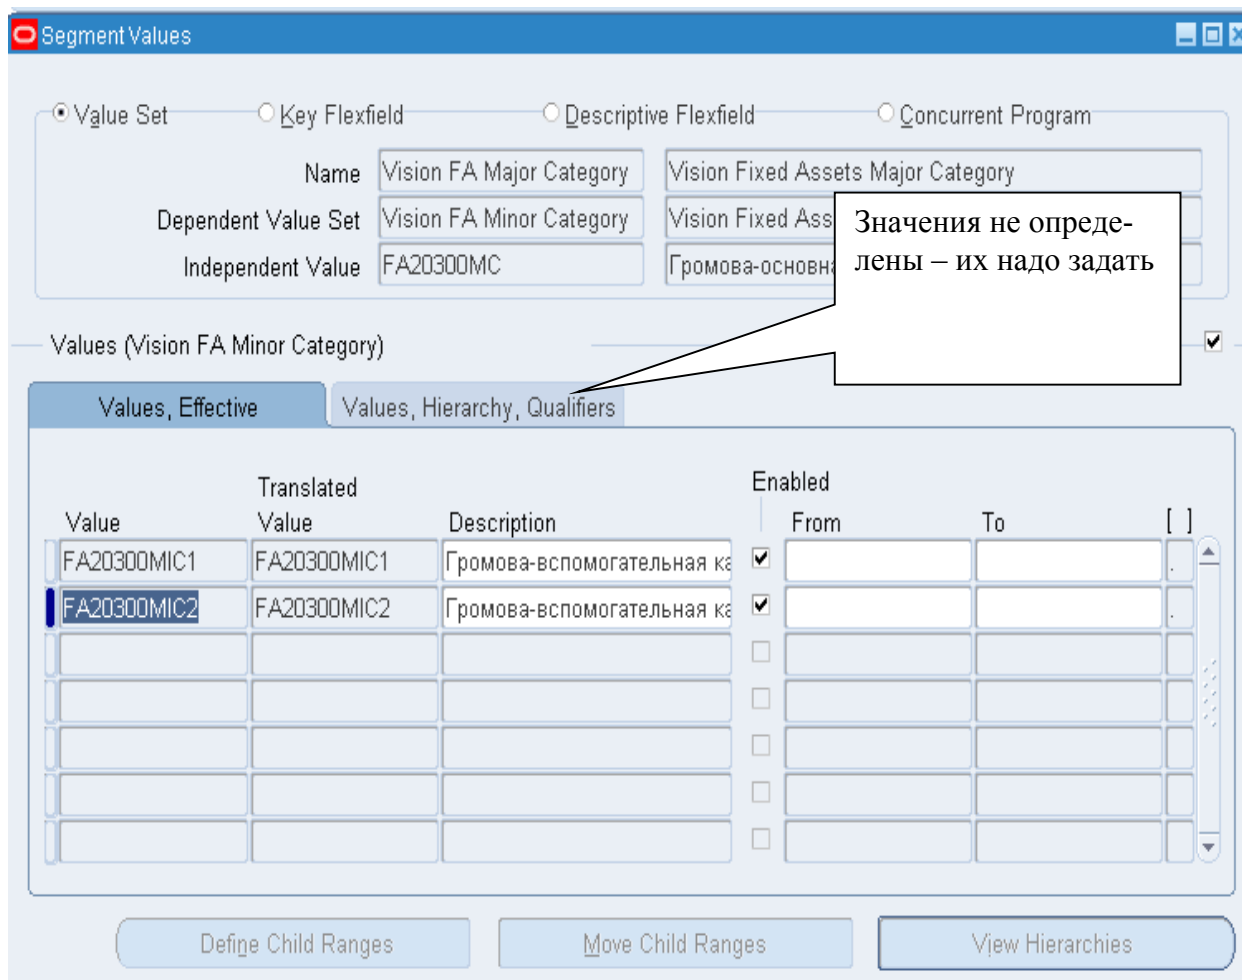 Segment Values
Value Set Key Flexfield Descriptive Flexfield Concurrent Program
Name Vision FA Major Category Vision Fixed Assets Major Category
Dependent Value Set Vision FA Minor Category Vision Fixed Ass
Independent Value FA20300MC Громова-основна
Значения не опреде-
лены – их надо задать
Values (Vision FA Minor Category)
Values, Effective Values, Hierarchy, Qualifiers
Translated Enabled
Value Value Description From To [ ]
FA20300MIC1 FA20300MIC1 Громова-вспомогательная ка .
FA20300MIC2 FA20300MIC2 Громова-вспомогательная ка .
Define Child Ranges Move Child Ranges View Hierarchies